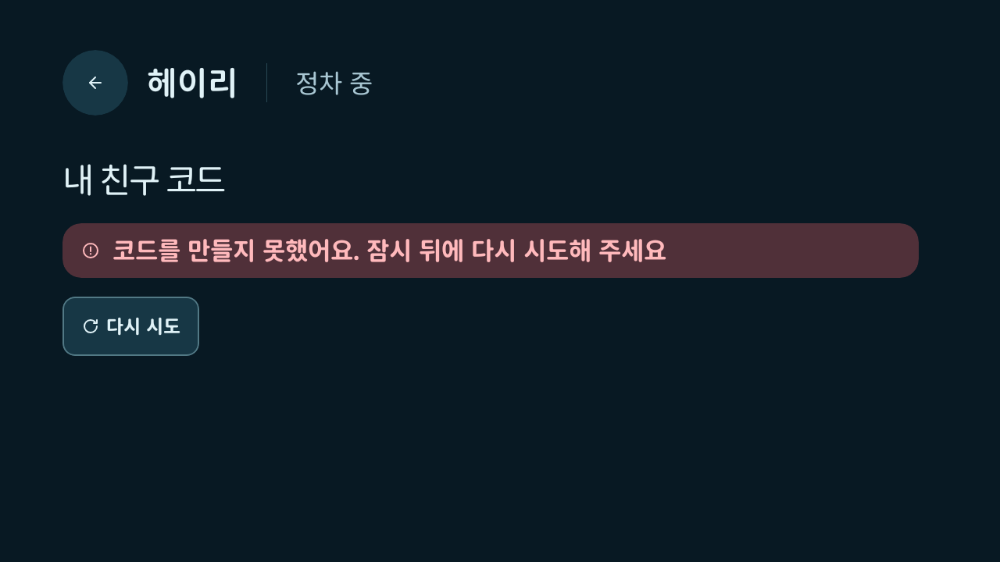 헤이리
정차 중
내 친구 코드
코드를 만들지 못했어요. 잠시 뒤에 다시 시도해 주세요
다시 시도